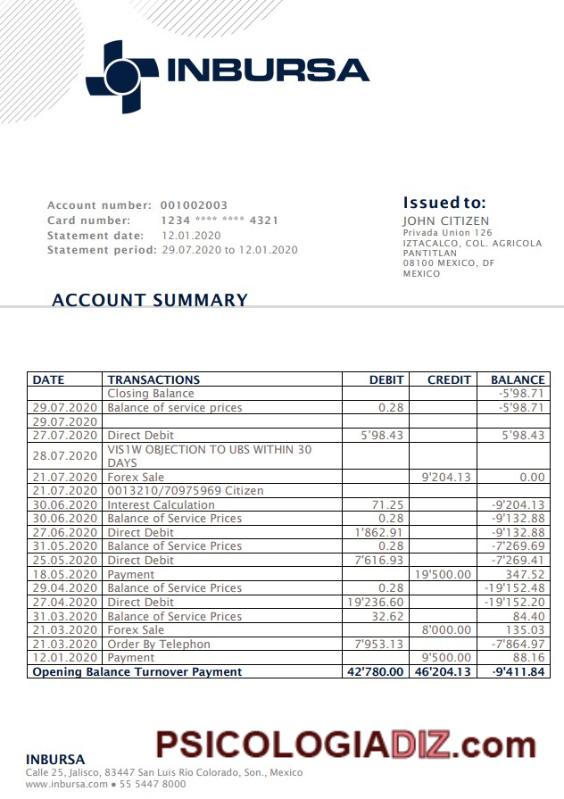 INBURSA
Account number: 001002003
Card number: 1234 **** **** 4321
Statement date: 12.01.2020
Statement period: 29.07.2020 to 12.01.2020
Issued to:
JOHN CITIZEN
Privada Union 126
IZTACALCO, COL. AGRICOLA
PANTITLAN
08100 MEXICO, DF
MEXICO
ACCOUNT SUMMARY
DATE TRANSACTIONS DEBIT CREDIT BALANCE
Closing Balance -5'98.71
29.07.2020 Balance of service prices 0.28 -5'98.71
29.07.2020
27.07.2020 Direct Debit 5'98.43 5'98.43
28.07.2020 VIS1W OBJECTION TO UBS WITHIN 30
DAYS
21.07.2020 Forex Sale 9'204.13 0.00
21.07.2020 0013210/70975969 Citizen
30.06.2020 Interest Calculation 71.25 -9'204.13
30.06.2020 Balance of Service Prices 0.28 -9'132.88
27.06.2020 Direct Debit 1'862.91 -9'132.88
31.05.2020 Balance of Service Prices 0.28 -7'269.69
25.05.2020 Direct Debit 7'616.93 -7'269.41
18.05.2020 Payment 19'500.00 347.52
29.04.2020 Balance of Service Prices 0.28 -19'152.48
27.04.2020 Direct Debit 19'236.60 -19'152.20
31.03.2020 Balance of Service Prices 32.62 84.40
21.03.2020 Forex Sale 8'000.00 135.03
21.03.2020 Order By Telephon 7'953.13 -7'864.97
12.01.2020 Payment 9'500.00 88.16
Opening Balance Turnover Payment 42'780.00 46'204.13 -9'411.84
PSICOLOGIADIZ.com
INBURSA
Calle 25, Jalisco, 83447 San Luis Rio Colorado, Son., Mexico
www.inbursa.com ● 55 5447 8000